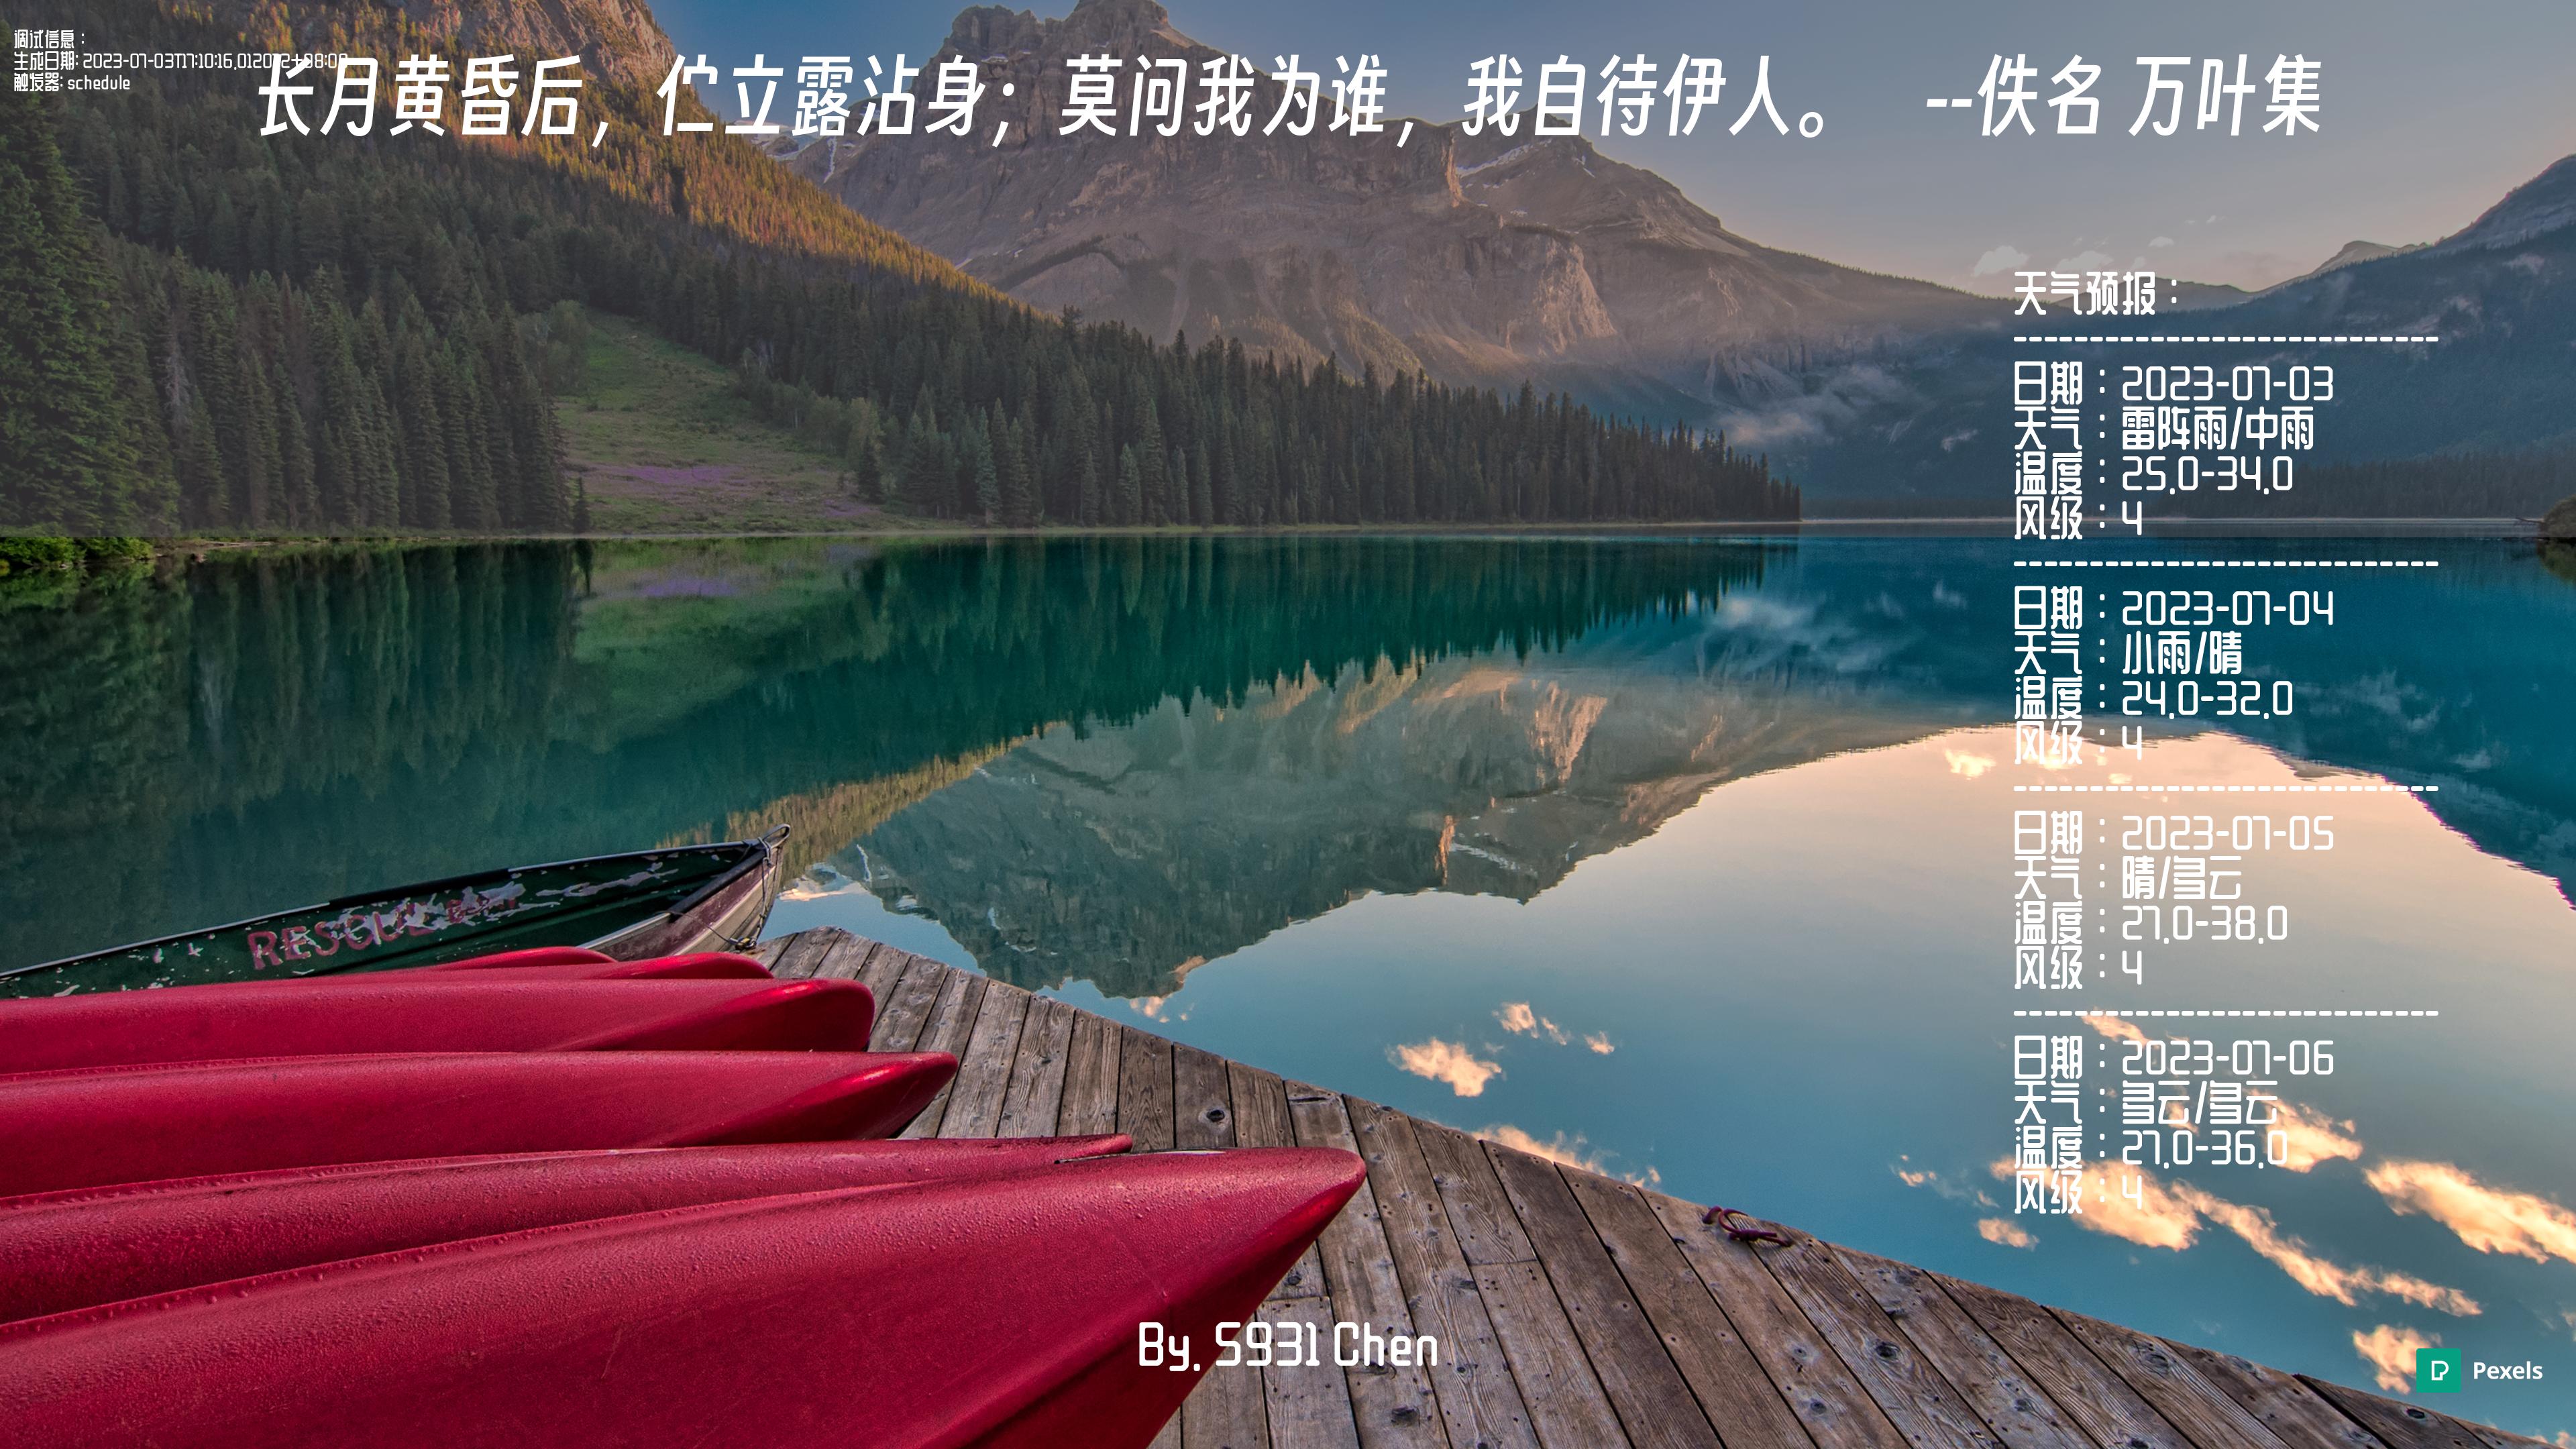 调试信息：
生成日期: 2023-07-03T17:10:16.012012+08:00
触发器: schedule
长月黄昏后，伫立露沾身；莫问我为谁，我自待伊人。 --佚名 万叶集
天气预报：
---------------------------
日期：2023-07-03
天气：雷阵雨/中雨
温度：25.0-34.0
风级：4
---------------------------
日期：2023-07-04
天气：小雨/晴
温度：24.0-32.0
风级：4
---------------------------
日期：2023-07-05
天气：晴/多云
温度：27.0-38.0
风级：4
---------------------------
日期：2023-07-06
天气：多云/多云
温度：27.0-36.0
风级：4
RESCUE
By. S931 Chen
Pexels